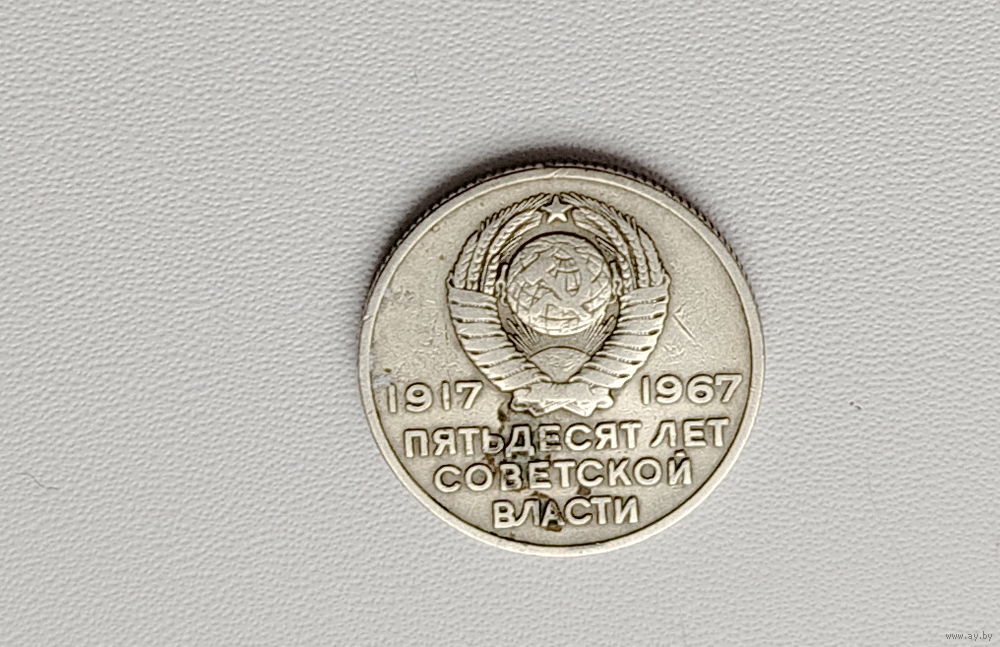 1917 1967
ПЯТЬДЕСЯТ ЛЕТ
СОВЕТСКОЙ
ВЛАСТИ
www.ay.by